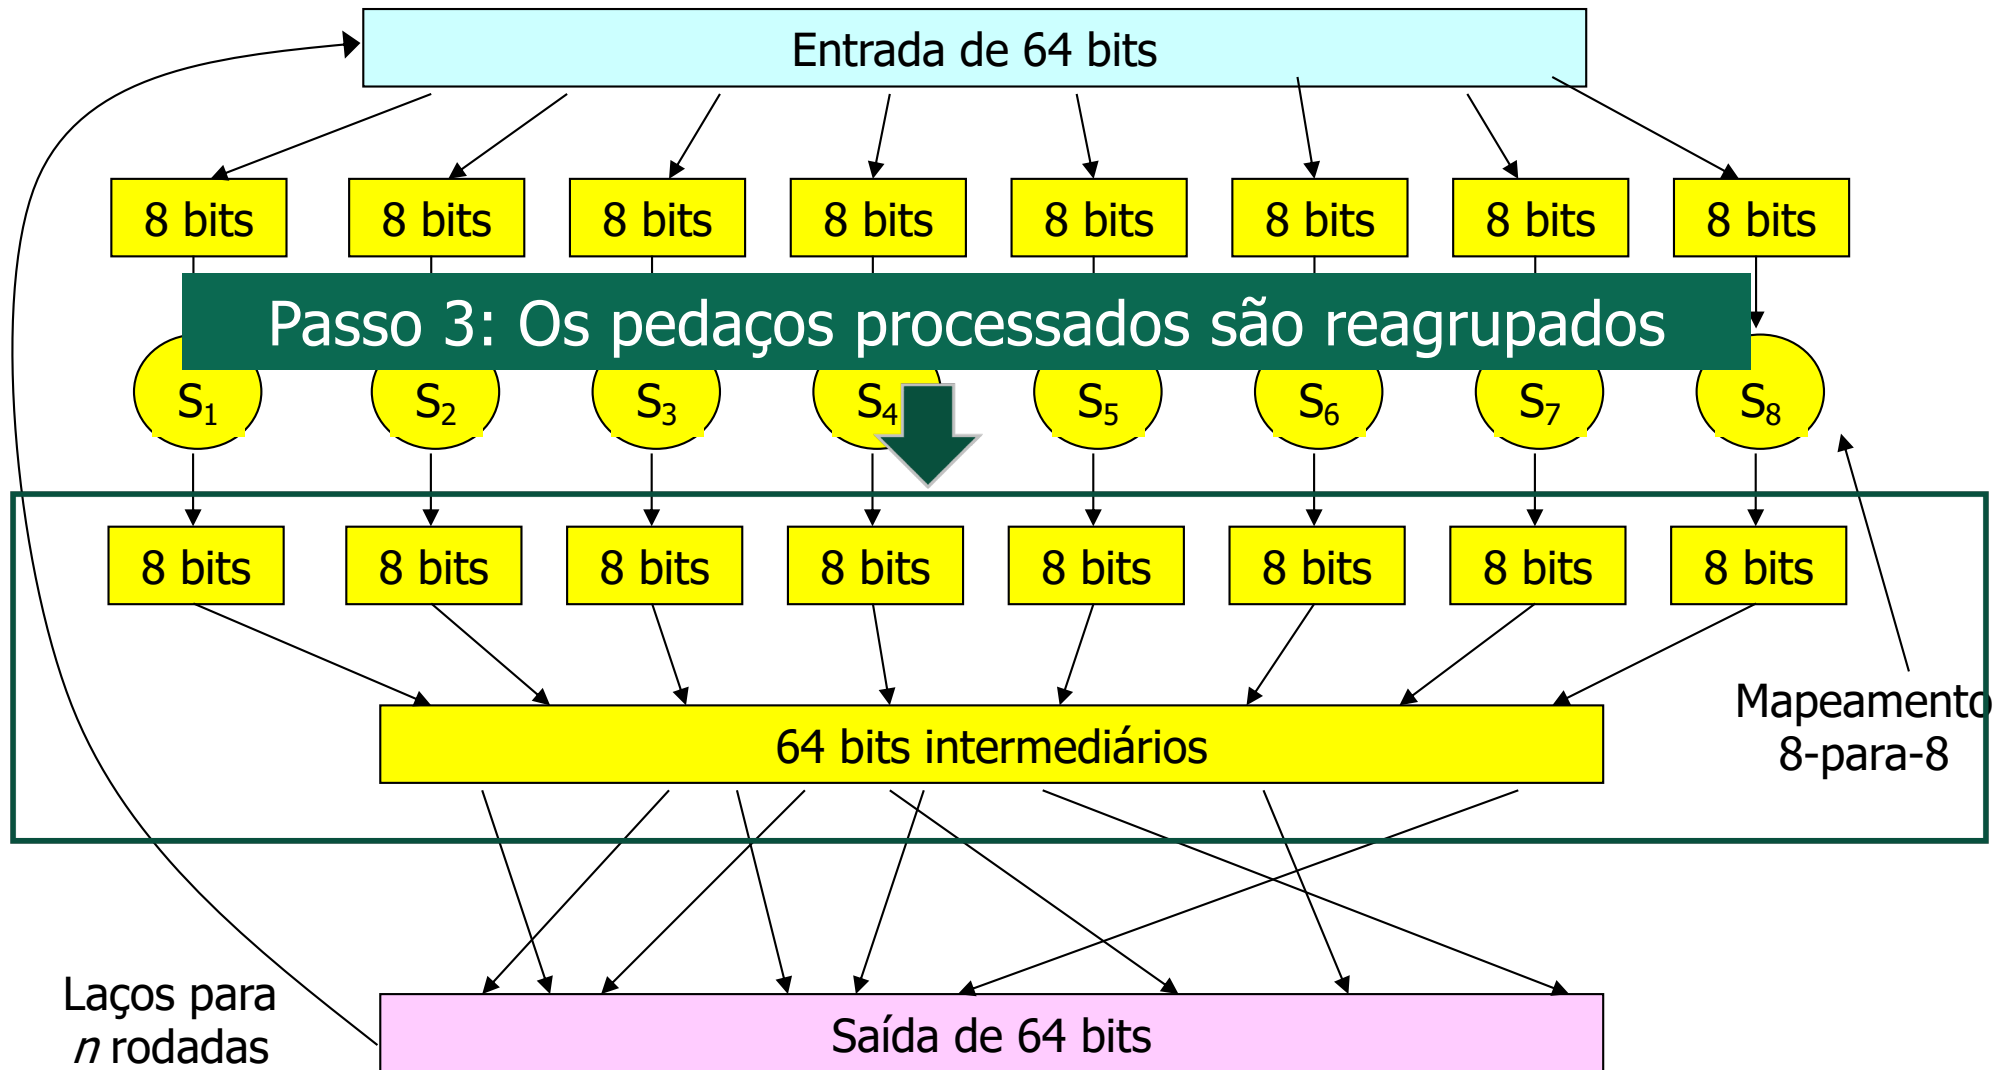 Entrada de 64 bits
8 bits 8 bits 8 bits 8 bits 8 bits 8 bits 8 bits 8 bits
Passo 3: Os pedaços processados são reagrupados
S₁ S₂ S₃ S₄ S₅ S₆ S₇ S₈
8 bits 8 bits 8 bits 8 bits 8 bits 8 bits 8 bits 8 bits
Mapeamento
8-para-8
64 bits intermediários
Laços para
n rodadas
Saída de 64 bits